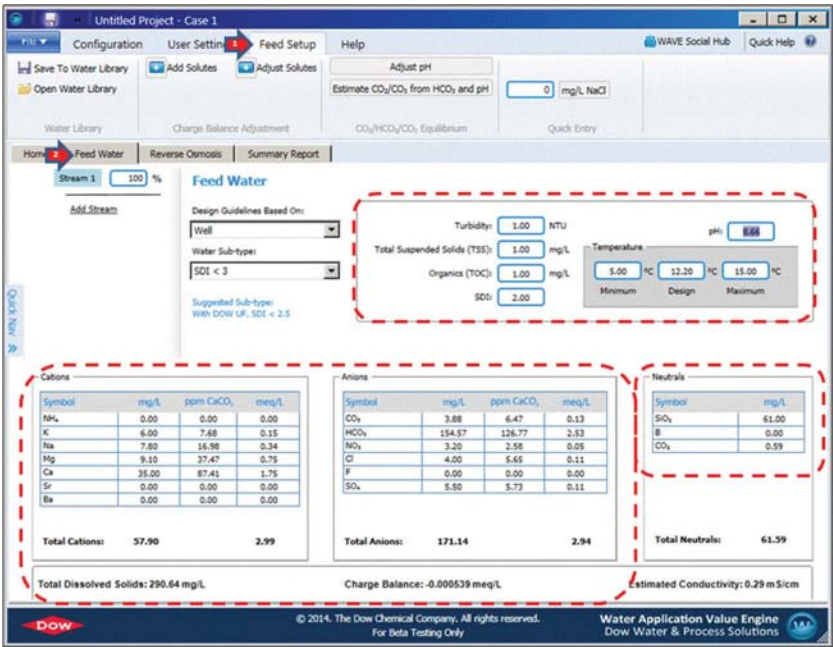 Untitled Project - Case 1
File
Configuration
User Settin
1
Feed Setup
Help
WAVE Social Hub
Quick Help
Save To Water Library
Add Solutes
Adjust Solutes
Adjust pH
Open Water Library
Estimate CO₂/CO₃ from HCO₃ and pH
0 mg/L NaCl
Water Library
Charge Balance Adjustment
CO₂/HCO₃/CO₃ Equilibrium
Quick Entry
Hom
2
Feed Water
Reverse Osmosis
Summary Report
Stream 1 100 %
Add Stream
Feed Water
Design Guidelines Based On:
Well
Water Sub-type:
SDI < 3
Suggested Sub-type:
With DOW UF, SDI < 2.5
Turbidity: 1.00 NTU
Total Suspended Solids (TSS): 1.00 mg/L
Organics (TOC): 1.00 mg/L
SDI: 2.00
pH: 8.66
Temperature
5.00 °C 12.20 °C 15.00 °C
Minimum Design Maximum
Quick Nav
Cations
Symbol mg/L ppm CaCO₃ meq/L
NH₄ 0.00 0.00 0.00
K 6.00 7.68 0.15
Na 7.80 16.98 0.34
Mg 9.10 37.47 0.75
Ca 35.00 87.41 1.75
Sr 0.00 0.00 0.00
Ba 0.00 0.00 0.00
Total Cations: 57.90 2.99
Anions
Symbol mg/L ppm CaCO₃ meq/L
CO₃ 3.88 6.47 0.13
HCO₃ 154.57 126.77 2.53
NO₃ 3.20 2.58 0.05
Cl 4.00 5.65 0.11
F 0.00 0.00 0.00
SO₄ 5.50 5.73 0.11
Total Anions: 171.14 2.94
Neutrals
Symbol mg/L
SiO₂ 61.00
B 0.00
CO₂ 0.59
Total Neutrals: 61.59
Total Dissolved Solids: 290.64 mg/L
Charge Balance: -0.000539 meq/L
Estimated Conductivity: 0.29 mS/cm
DOW
© 2014. The Dow Chemical Company. All rights reserved.
For Beta Testing Only
Water Application Value Engine
Dow Water & Process Solutions
W